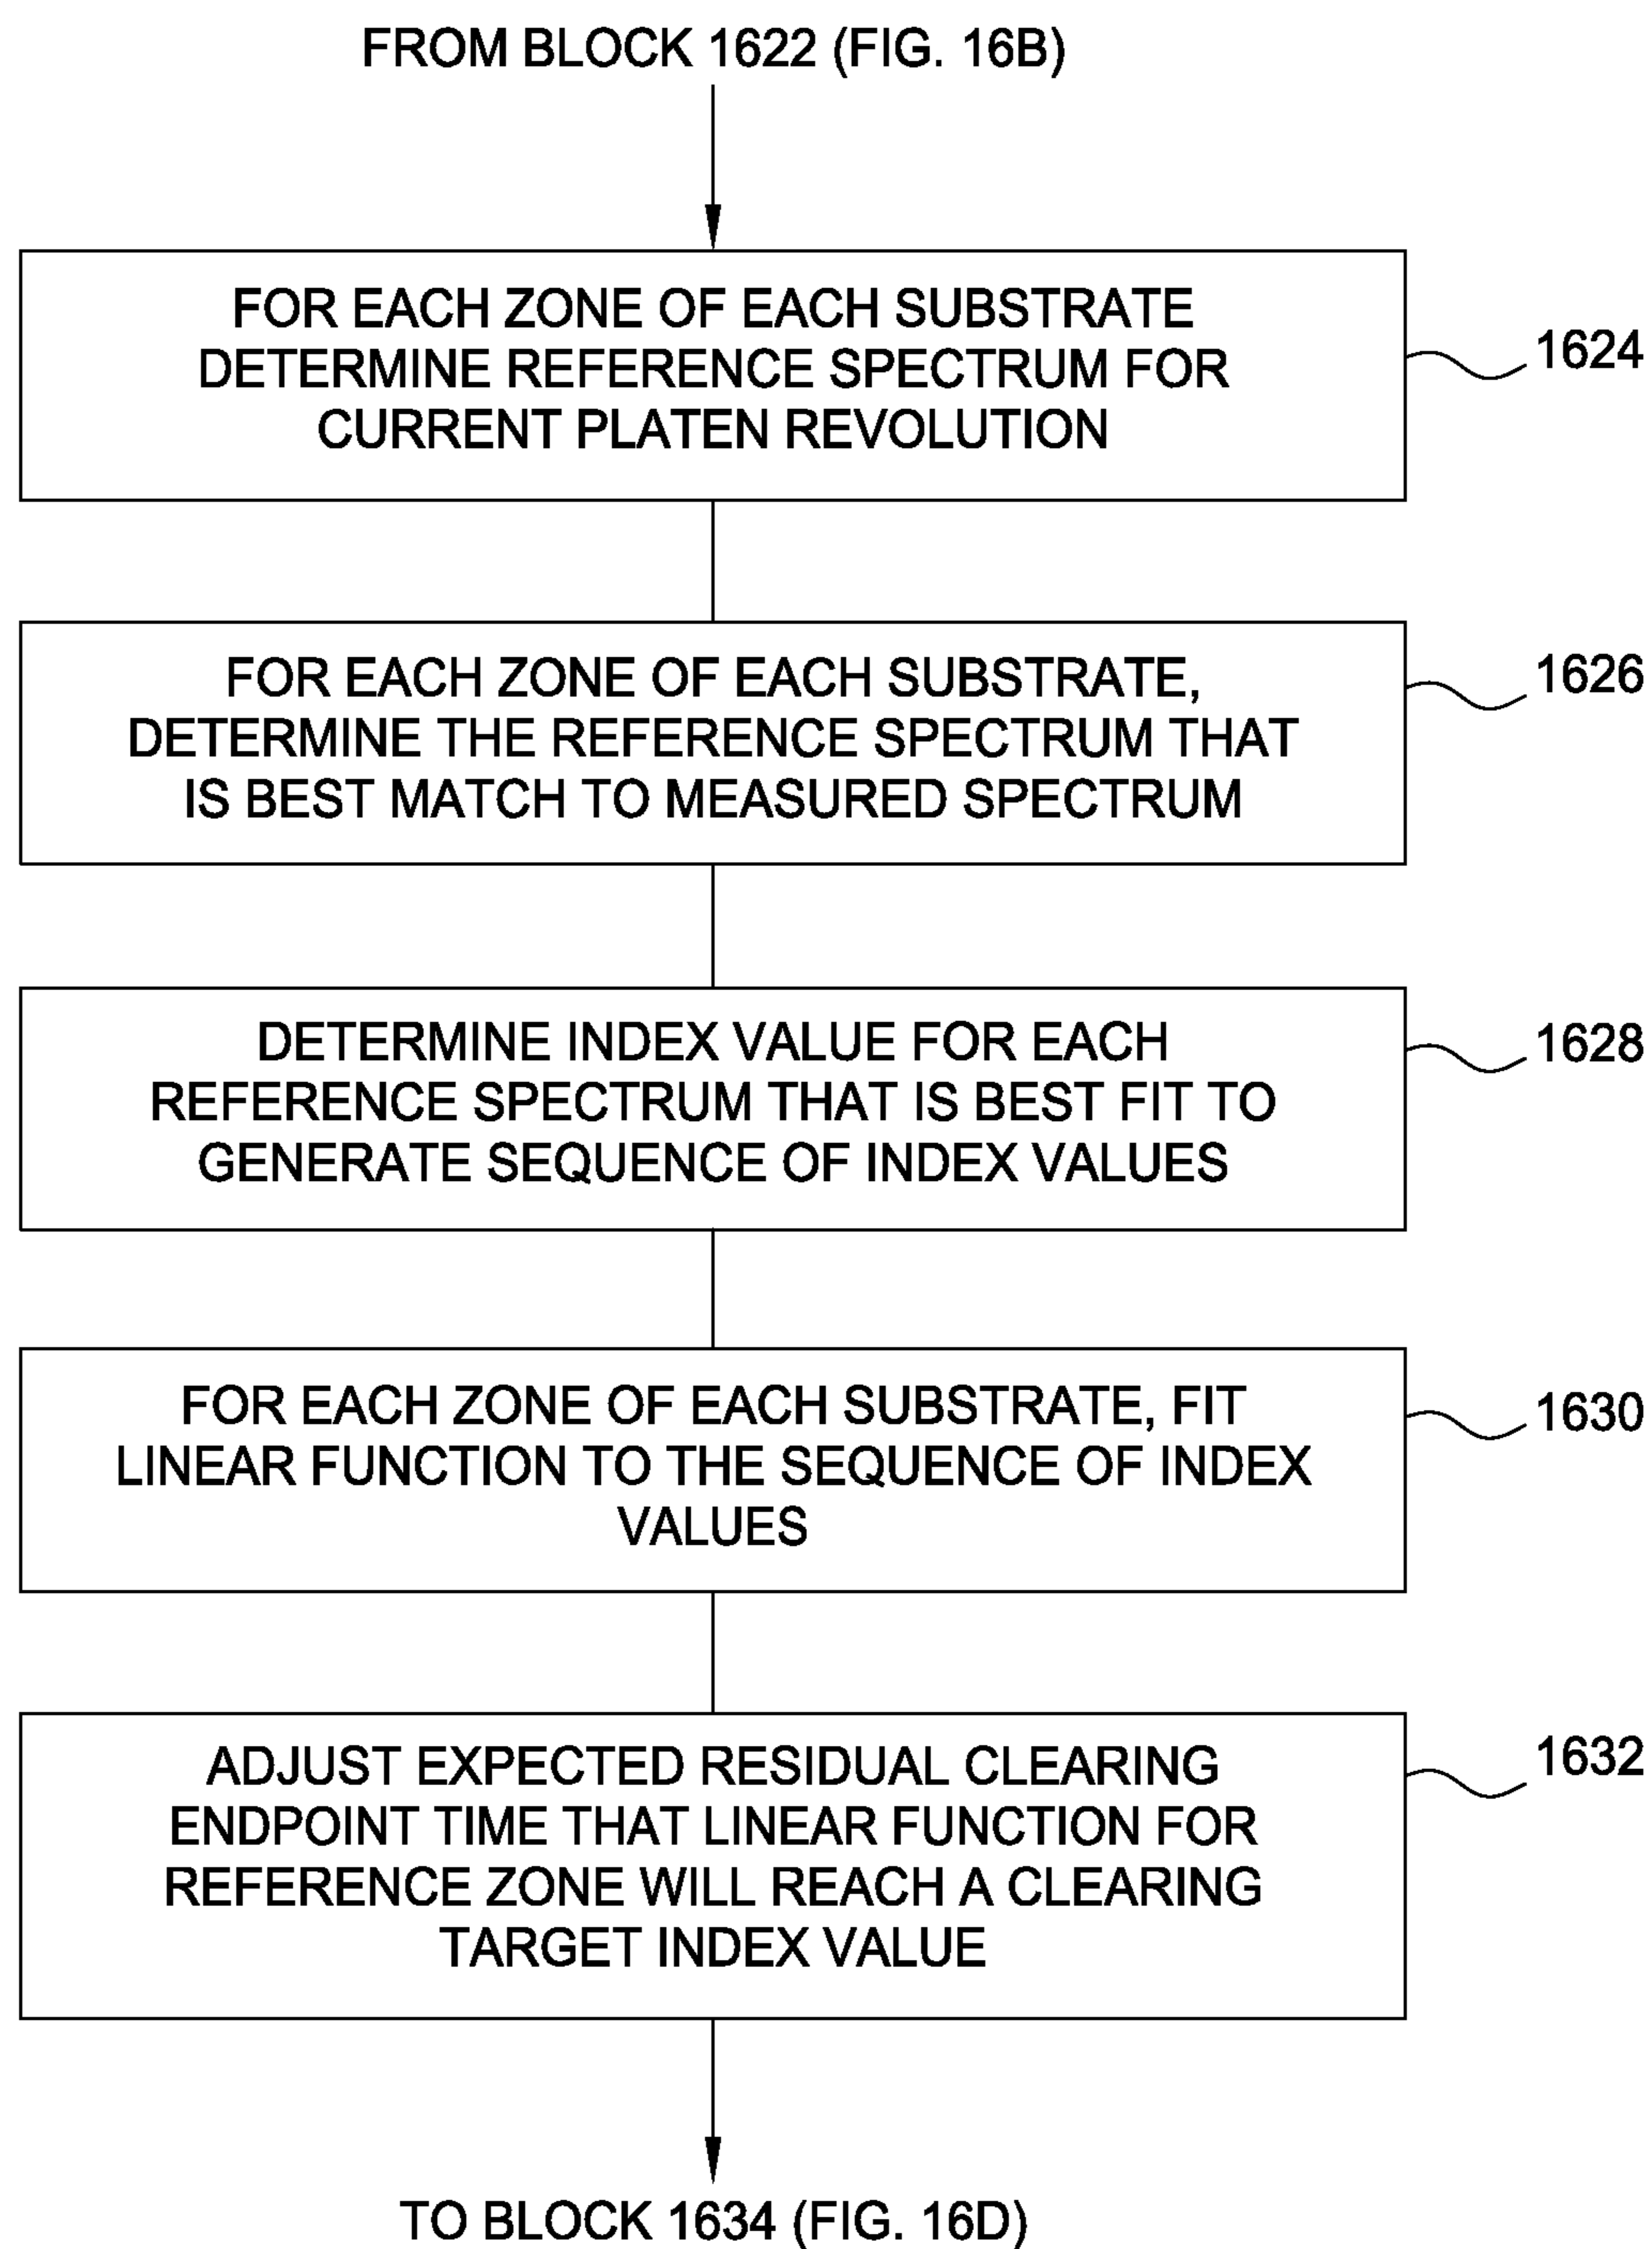 FROM BLOCK 1622 (FIG. 16B)
FOR EACH ZONE OF EACH SUBSTRATE
DETERMINE REFERENCE SPECTRUM FOR
CURRENT PLATEN REVOLUTION
1624
FOR EACH ZONE OF EACH SUBSTRATE,
DETERMINE THE REFERENCE SPECTRUM THAT
IS BEST MATCH TO MEASURED SPECTRUM
1626
DETERMINE INDEX VALUE FOR EACH
REFERENCE SPECTRUM THAT IS BEST FIT TO
GENERATE SEQUENCE OF INDEX VALUES
1628
FOR EACH ZONE OF EACH SUBSTRATE, FIT
LINEAR FUNCTION TO THE SEQUENCE OF INDEX
VALUES
1630
ADJUST EXPECTED RESIDUAL CLEARING
ENDPOINT TIME THAT LINEAR FUNCTION FOR
REFERENCE ZONE WILL REACH A CLEARING
TARGET INDEX VALUE
1632
TO BLOCK 1634 (FIG. 16D)